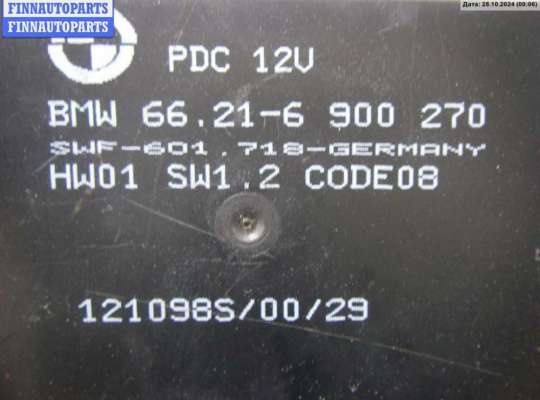 FINNAUTOPARTS
FINNAUTOPARTS
Дата: 28.10.2024 (00:06)
PDC 12V
BMW 66.21-6 900 270
SWF-601.718-GERMANY
HW01 SW1.2 CODE08
121098S/00/29